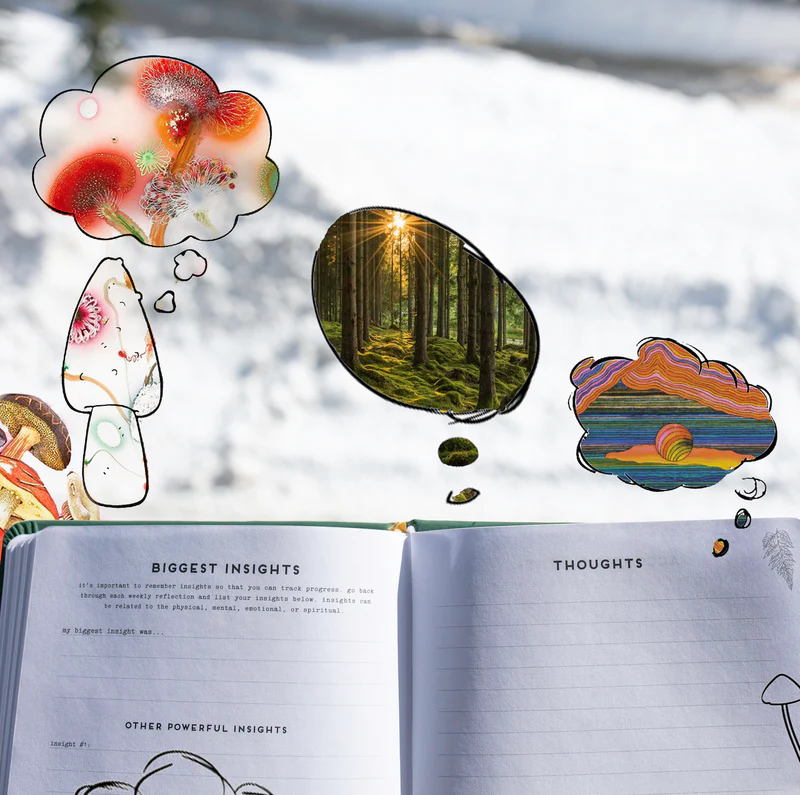 BIGGEST INSIGHTS
it's important to remember insights so that you can track progress. go back
through each weekly reflection and list your insights below. insights can
be related to the physical, mental, emotional, or spiritual.
my biggest insight was...
OTHER POWERFUL INSIGHTS
insight #1:
THOUGHTS